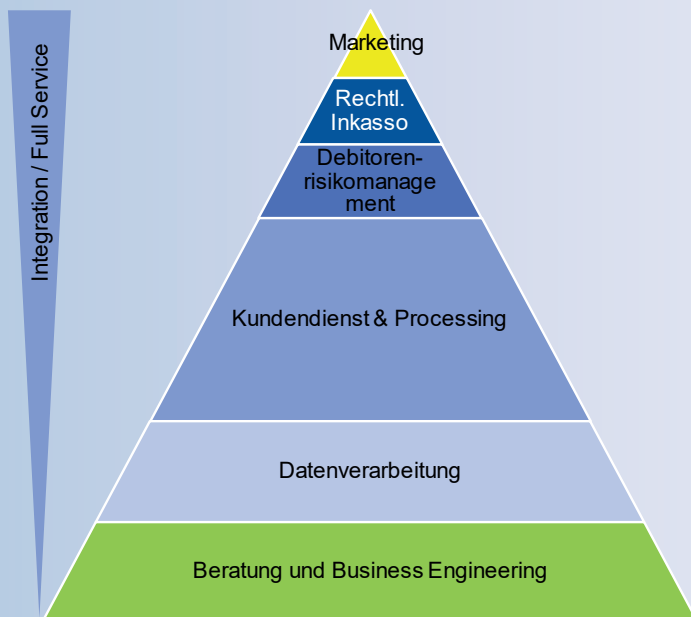 Integration / Full Service
Marketing
Rechtl.
Inkasso
Debitoren-
risikomanage
ment
Kundendienst & Processing
Datenverarbeitung
Beratung und Business Engineering